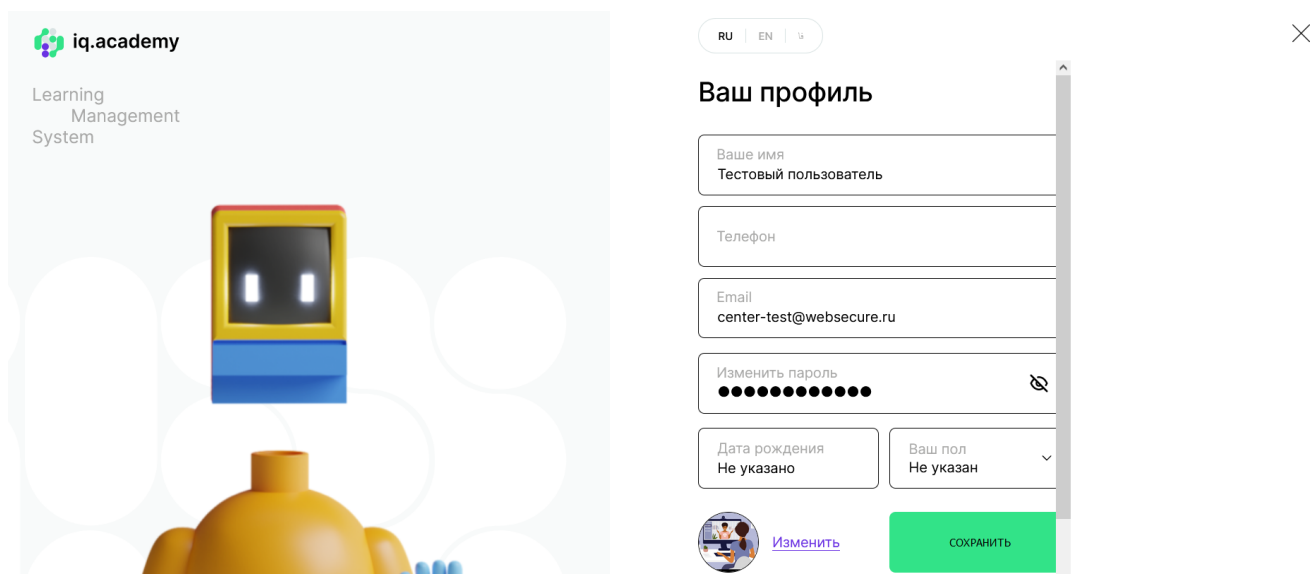 iq.academy
Learning
Management
System
RU EN
Ваш профиль
Ваше имя
Тестовый пользователь
Телефон
Email
center-test@websecure.ru
Изменить пароль
●●●●●●●●●●●●
Дата рождения
Не указано
Ваш пол
Не указан
Изменить
СОХРАНИТЬ